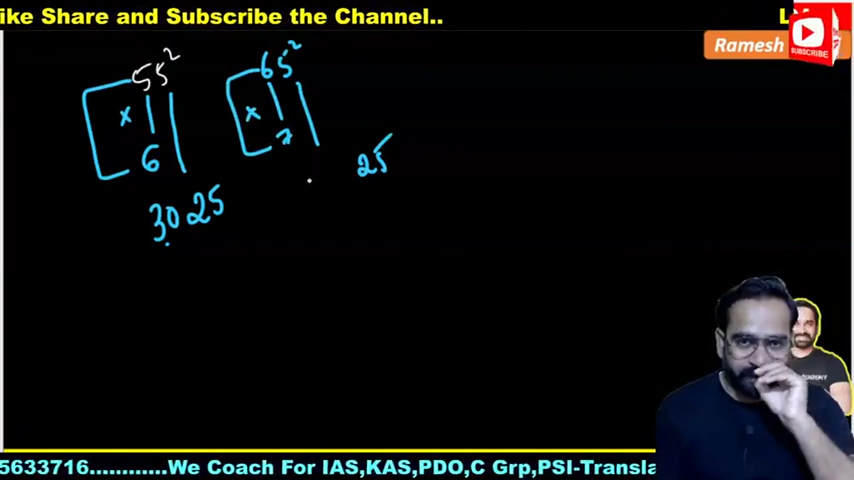 ike Share and Subscribe the Channel..
Ramesh
SUBSCRIBE
55²
65²
×
×
6
7
25
3025
5633716............We Coach For IAS,KAS,PDO,C Grp,PSI-Transla